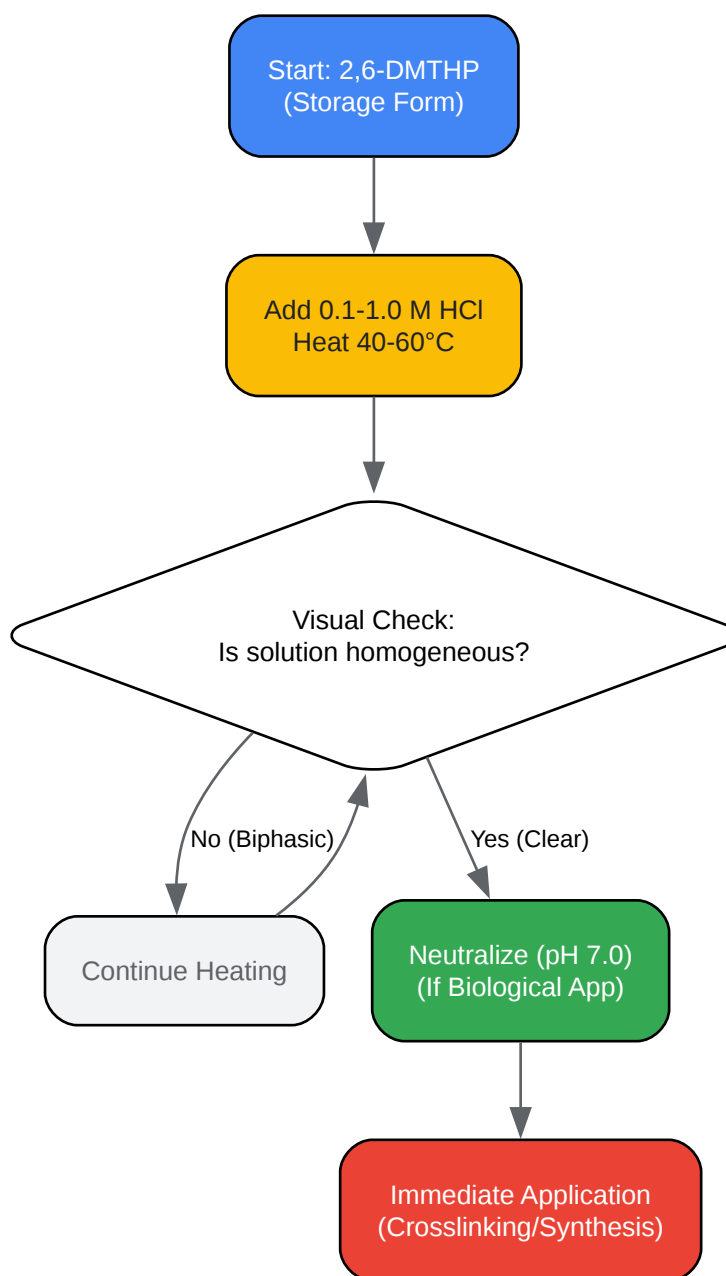 Start: 2,6-DMTHP
(Storage Form)
Add 0.1-1.0 M HCl
Heat 40-60°C
Visual Check:
Is solution homogeneous?
No (Biphasic)
Yes (Clear)
Continue Heating
Neutralize (pH 7.0)
(If Biological App)
Immediate Application
(Crosslinking/Synthesis)